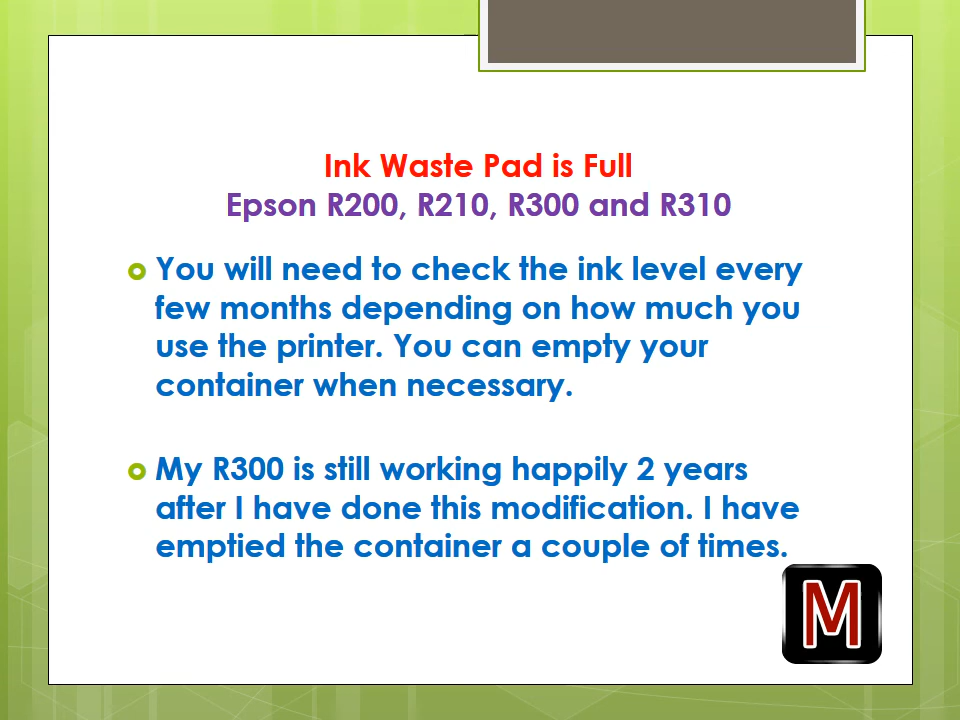 Ink Waste Pad is Full
Epson R200, R210, R300 and R310
You will need to check the ink level every
few months depending on how much you
use the printer. You can empty your
container when necessary.
My R300 is still working happily 2 years
after I have done this modification. I have
emptied the container a couple of times.
M